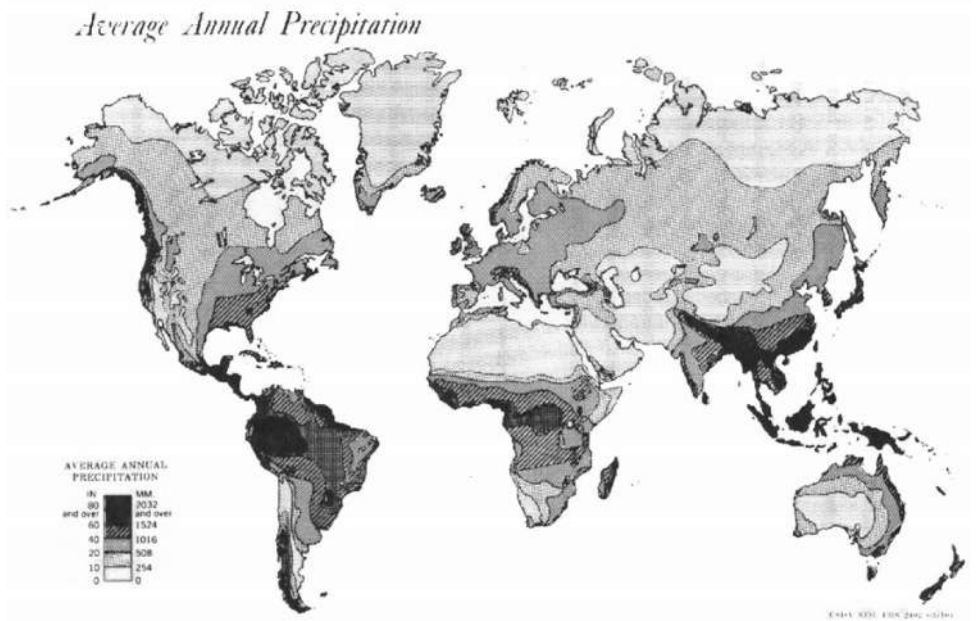 Average Annual Precipitation
AVERAGE ANNUAL
PRECIPITATION
IN MM.
80 2032
and over and over
60 1524
40 1016
20 508
10 254
0 0